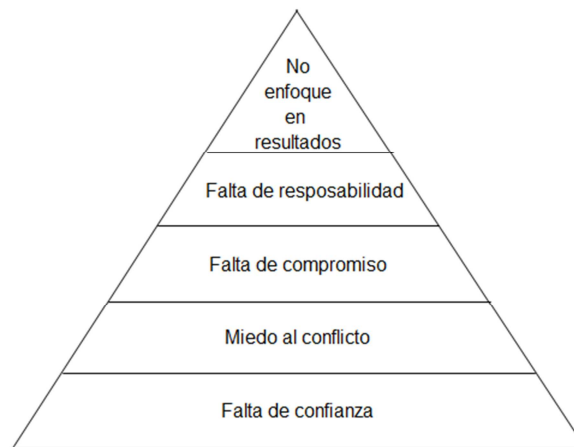 No
enfoque
en
resultados
Falta de resposabilidad
Falta de compromiso
Miedo al conflicto
Falta de confianza